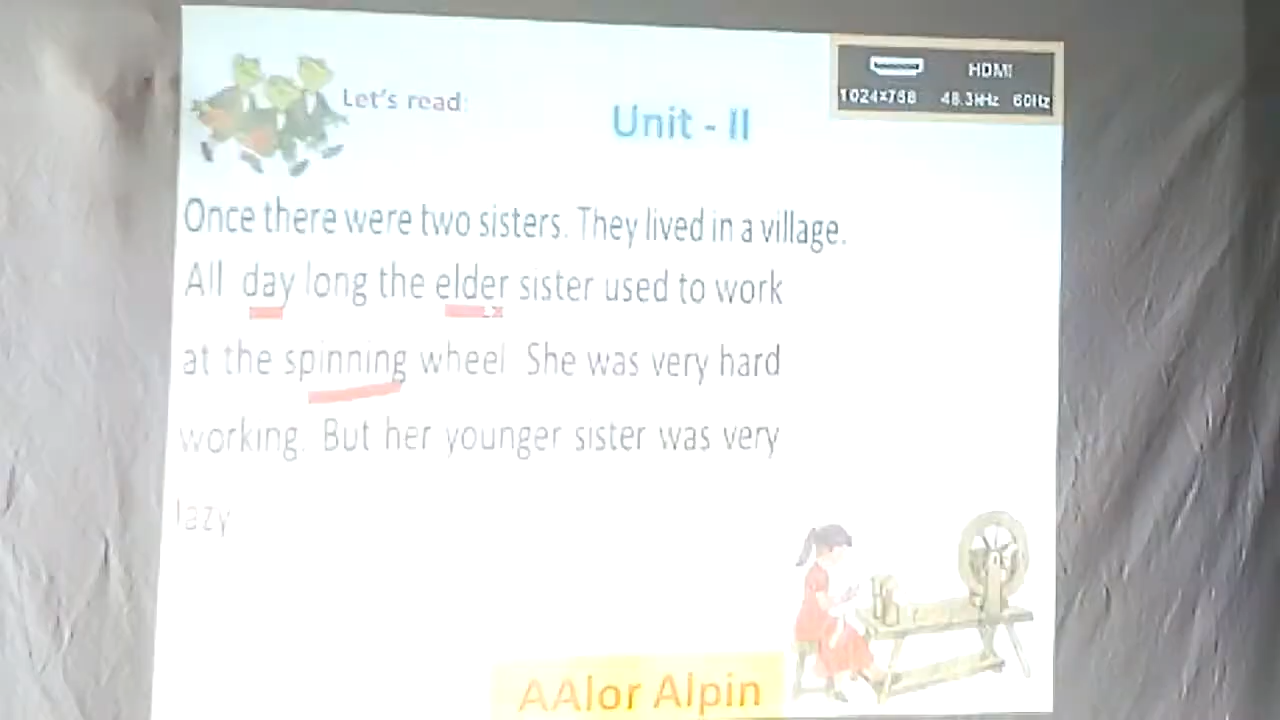 Let's read:
Unit - II
HDMI
1024x768 48.3kHz 60Hz
Once there were two sisters. They lived in a village.
All day long the elder sister used to work
at the spinning wheel She was very hard
working. But her younger sister was very
lazy
AAlor Alpin